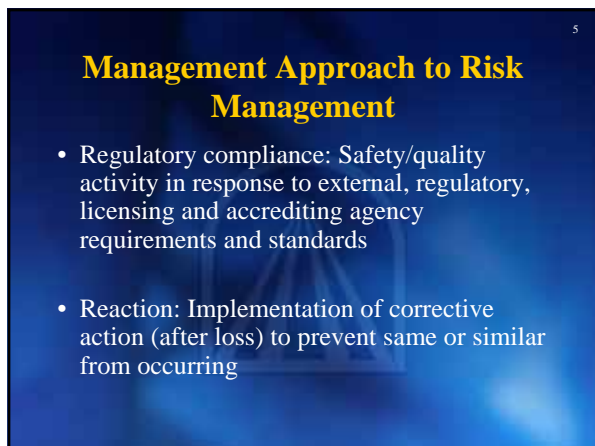 5
Management Approach to Risk
Management
• Regulatory compliance: Safety/quality
activity in response to external, regulatory,
licensing and accrediting agency
requirements and standards
• Reaction: Implementation of corrective
action (after loss) to prevent same or similar
from occurring